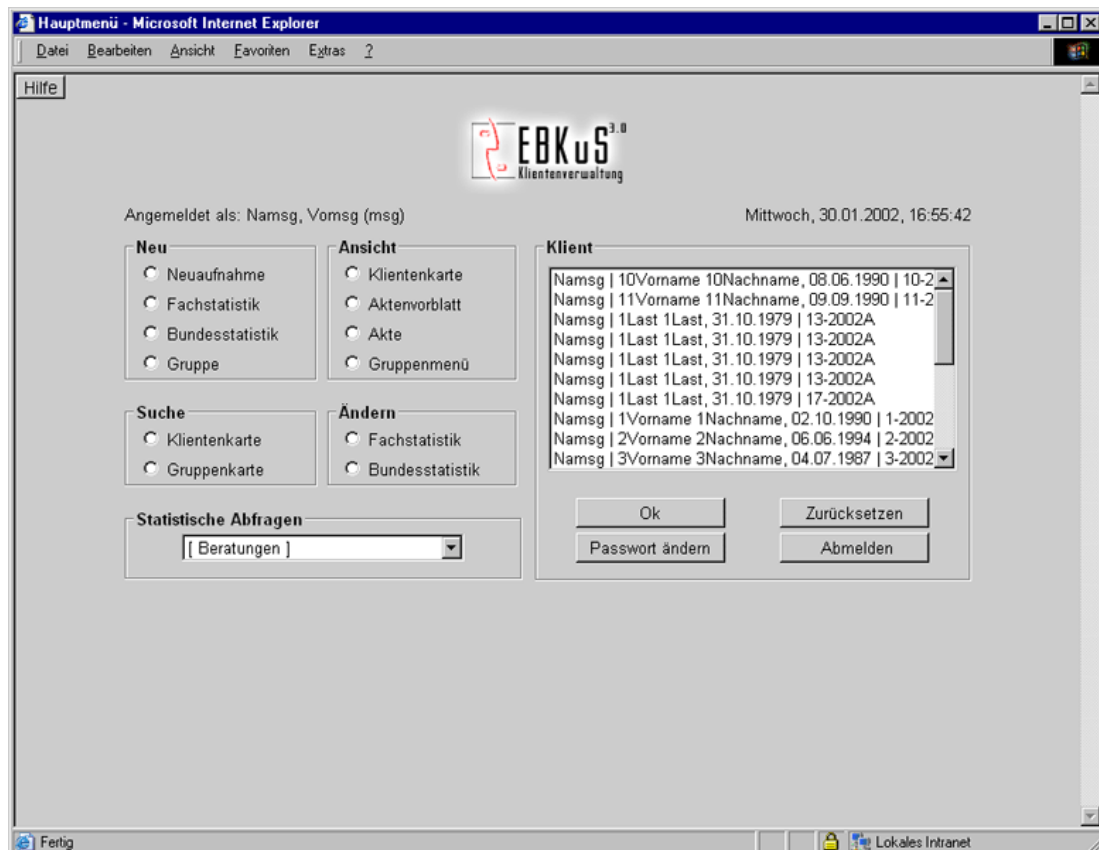 Hauptmenü - Microsoft Internet Explorer
Datei Bearbeiten Ansicht Favoriten Extras ?
Hilfe
EBKuS 3.0
Klientenverwaltung
Angemeldet als: Namsg, Vomsg (msg)
Mittwoch, 30.01.2002, 16:55:42
Neu
Neuaufnahme
Fachstatistik
Bundesstatistik
Gruppe
Ansicht
Klientenkarte
Aktenvorblatt
Akte
Gruppenmenü
Suche
Klientenkarte
Gruppenkarte
Ändern
Fachstatistik
Bundesstatistik
Statistische Abfragen
[ Beratungen ]
Klient
Namsg | 10Vorname 10Nachname, 08.06.1990 | 10-2
Namsg | 11Vorname 11Nachname, 09.09.1990 | 11-2
Namsg | 1Last 1Last, 31.10.1979 | 13-2002A
Namsg | 1Last 1Last, 31.10.1979 | 13-2002A
Namsg | 1Last 1Last, 31.10.1979 | 13-2002A
Namsg | 1Last 1Last, 31.10.1979 | 13-2002A
Namsg | 1Last 1Last, 31.10.1979 | 17-2002A
Namsg | 1Vorname 1Nachname, 02.10.1990 | 1-2002
Namsg | 2Vorname 2Nachname, 06.06.1994 | 2-2002
Namsg | 3Vorname 3Nachname, 04.07.1987 | 3-2002
Ok
Zurücksetzen
Passwort ändern
Abmelden
Fertig
Lokales Intranet